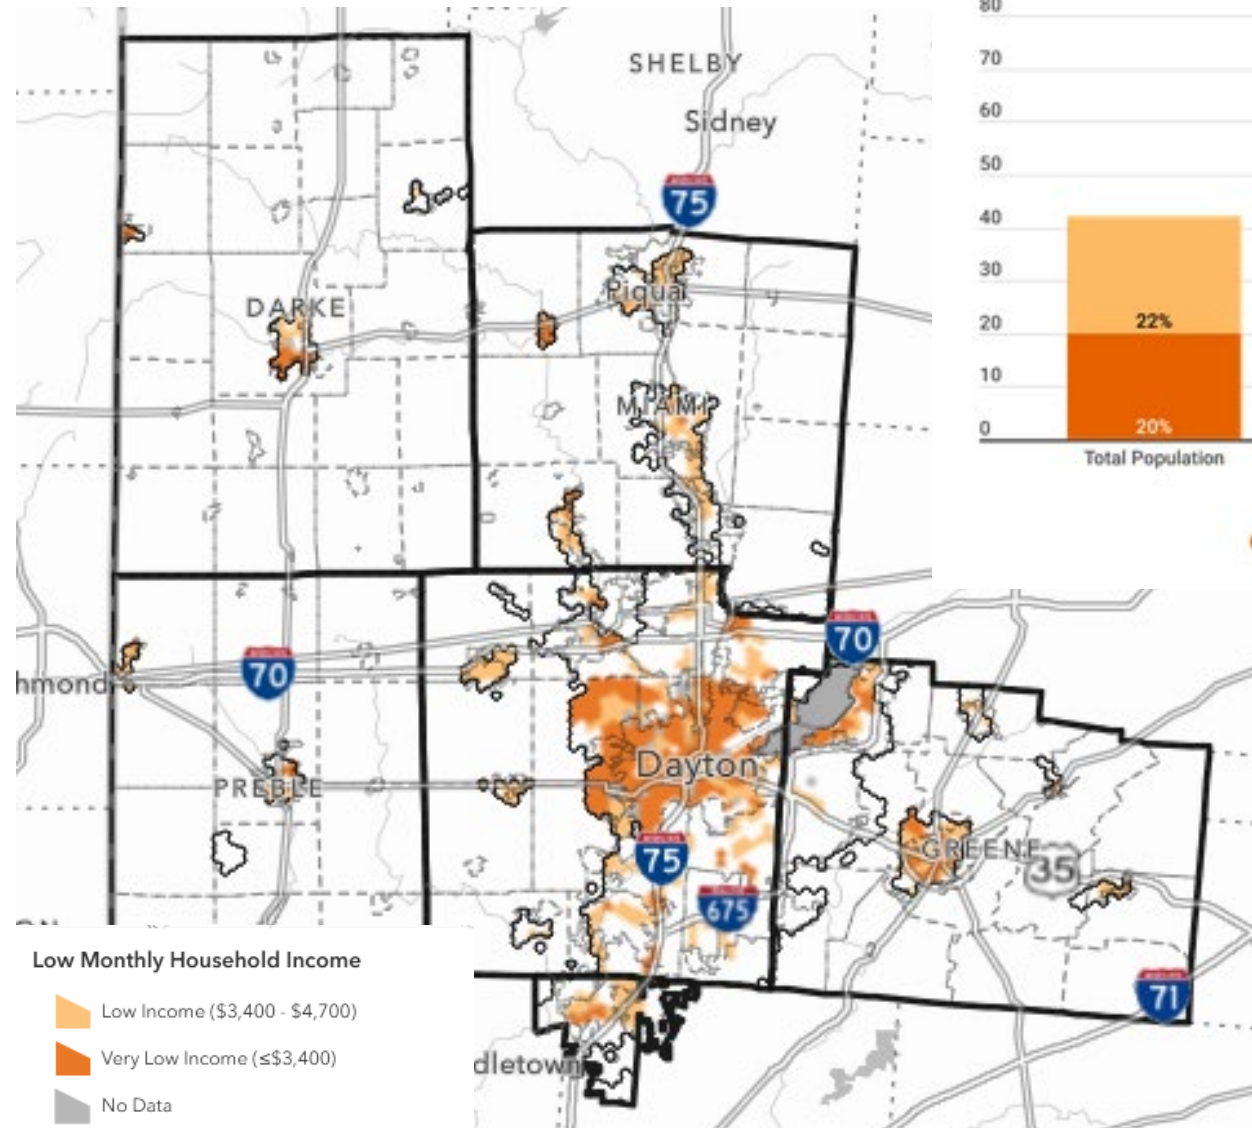 SHELBY
Sidney
75
DARKE
Piqua
MIAMI
70
70
hmond
Dayton
PREBLE
75
GREENE
35
675
71
dletown
Low Monthly Household Income
Low Income ($3,400 - $4,700)
Very Low Income (≤$3,400)
No Data
80
70
60
50
40
30
20
10
0
22%
20%
Total Population